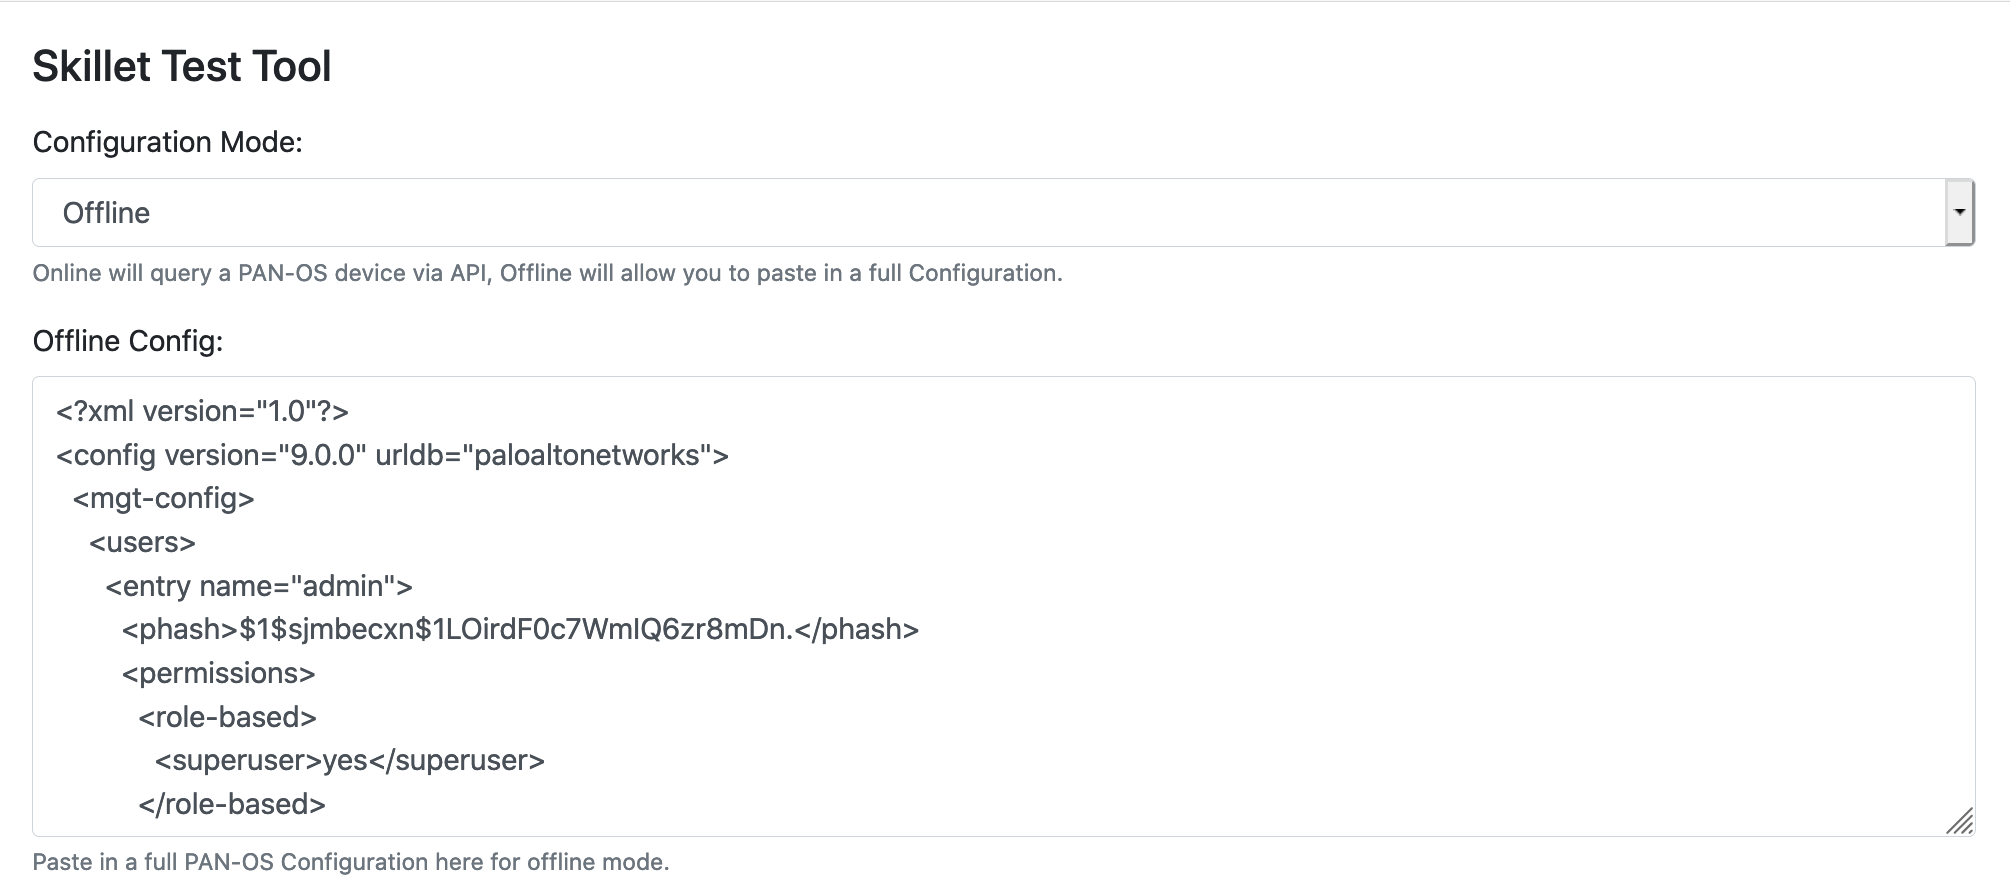 Skillet Test Tool
Configuration Mode:
Offline
Online will query a PAN-OS device via API, Offline will allow you to paste in a full Configuration.
Offline Config:
<?xml version="1.0"?>
<config version="9.0.0" urldb="paloaltonetworks">
<mgt-config>
<users>
<entry name="admin">
<phash>$1$sjmbecxn$1LOirdF0c7WmIQ6zr8mDn.</phash>
<permissions>
<role-based>
<superuser>yes</superuser>
</role-based>
Paste in a full PAN-OS Configuration here for offline mode.